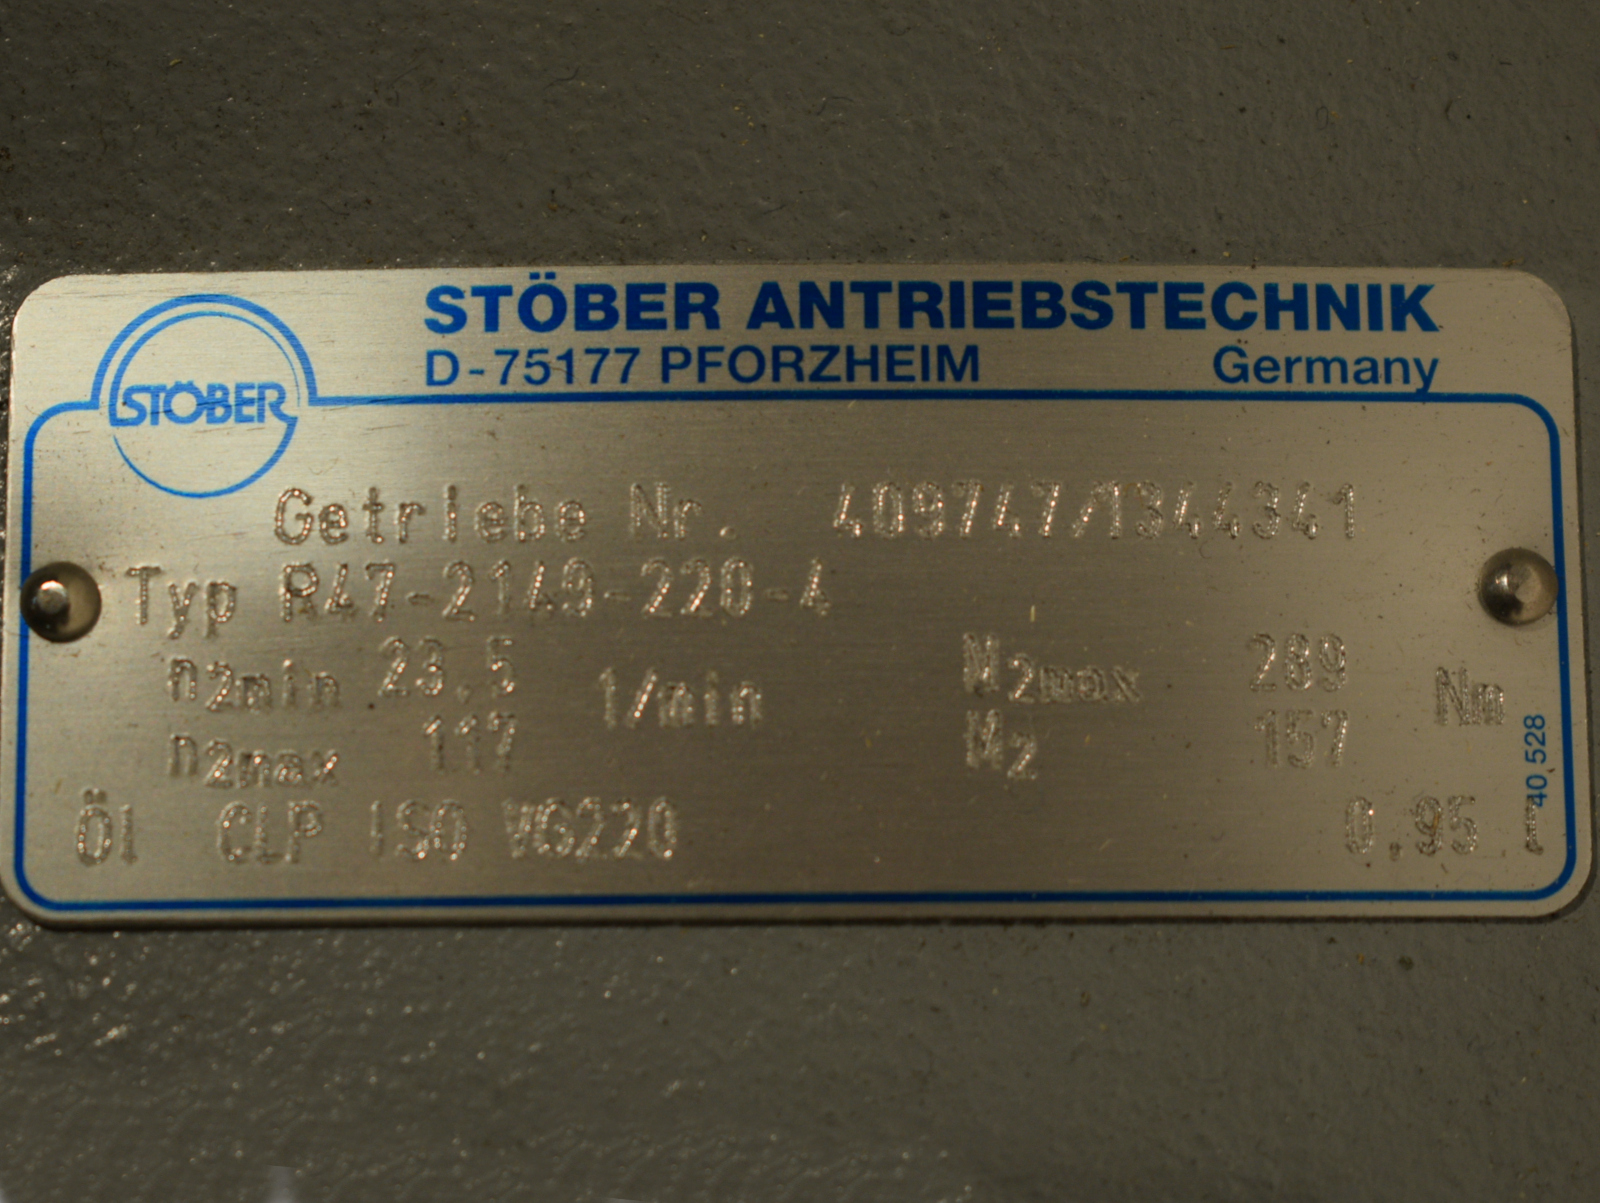 STÖBER ANTRIEBSTECHNIK
D-75177 PFORZHEIM Germany
STÖBER
Getriebe Nr. 409747/1344341
Typ R47-2149-220-4
n2min 23,5 1/min M2max 289 Nm
n2max 117 M2 157
40 528
Öl CLP ISO VG220 0.95 l